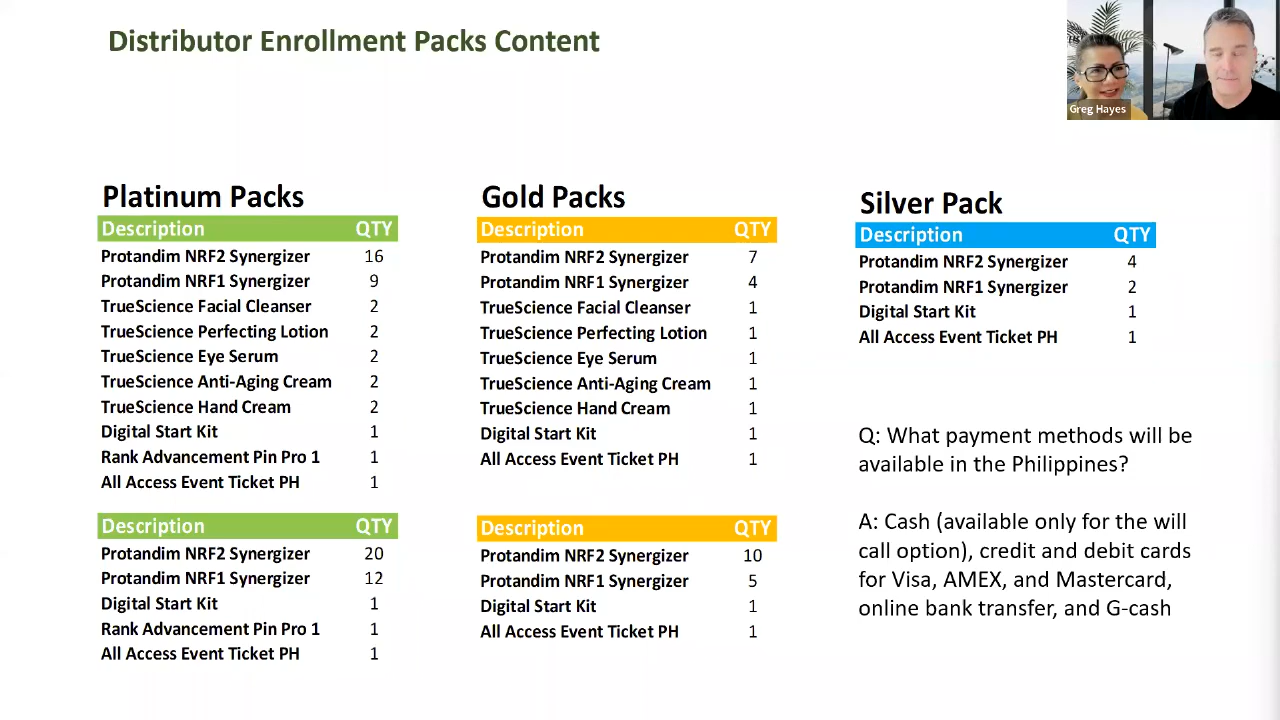 Distributor Enrollment Packs Content
Greg Hayes
Platinum Packs
Description QTY
Protandim NRF2 Synergizer 16
Protandim NRF1 Synergizer 9
TrueScience Facial Cleanser 2
TrueScience Perfecting Lotion 2
TrueScience Eye Serum 2
TrueScience Anti-Aging Cream 2
TrueScience Hand Cream 2
Digital Start Kit 1
Rank Advancement Pin Pro 1 1
All Access Event Ticket PH 1
Description QTY
Protandim NRF2 Synergizer 20
Protandim NRF1 Synergizer 12
Digital Start Kit 1
Rank Advancement Pin Pro 1 1
All Access Event Ticket PH 1
Gold Packs
Description QTY
Protandim NRF2 Synergizer 7
Protandim NRF1 Synergizer 4
TrueScience Facial Cleanser 1
TrueScience Perfecting Lotion 1
TrueScience Eye Serum 1
TrueScience Anti-Aging Cream 1
TrueScience Hand Cream 1
Digital Start Kit 1
All Access Event Ticket PH 1
Description QTY
Protandim NRF2 Synergizer 10
Protandim NRF1 Synergizer 5
Digital Start Kit 1
All Access Event Ticket PH 1
Silver Pack
Description QTY
Protandim NRF2 Synergizer 4
Protandim NRF1 Synergizer 2
Digital Start Kit 1
All Access Event Ticket PH 1
Q: What payment methods will be
available in the Philippines?
A: Cash (available only for the will
call option), credit and debit cards
for Visa, AMEX, and Mastercard,
online bank transfer, and G-cash